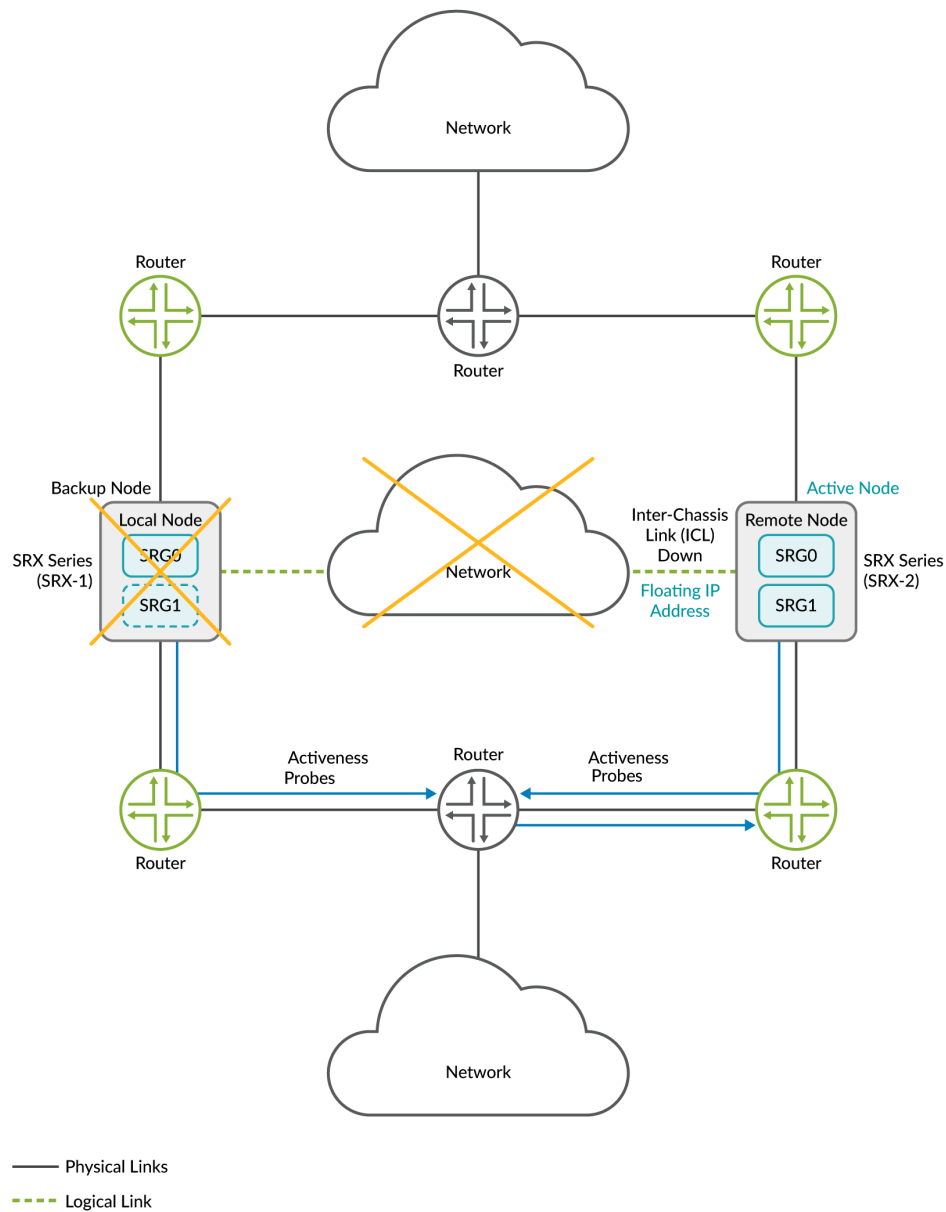 Network
Router
Router
Router
Backup Node
Active Node
Local Node
SRG0
SRG1
SRX Series
(SRX-1)
Network
Inter-Chassis
Link (ICL)
Down
Floating IP
Address
Remote Node
SRG0
SRG1
SRX Series
(SRX-2)
Activeness
Probes
Router
Activeness
Probes
Router
Router
Network
Physical Links
Logical Link